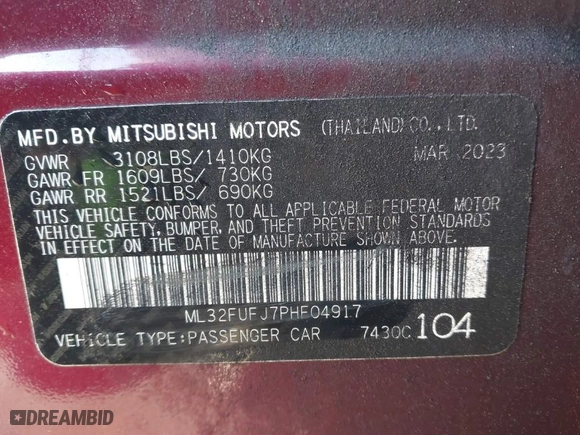 MFD.BY MITSUBISHI MOTORS (THAILAND)CO.,LTD.
GVWR 3108LBS/1410KG MAR 2023
GAWR FR 1609LBS/ 730KG
GAWR RR 1521LBS/ 690KG
THIS VEHICLE CONFORMS TO ALL APPLICABLE FEDERAL MOTOR
VEHICLE SAFETY, BUMPER, AND THEFT PREVENTION STANDARDS
IN EFFECT ON THE DATE OF MANUFACTURE SHOWN ABOVE.
ML32FUFJ7PHF04917
VEHICLE TYPE:PASSENGER CAR 7430C 104
DREAMBID